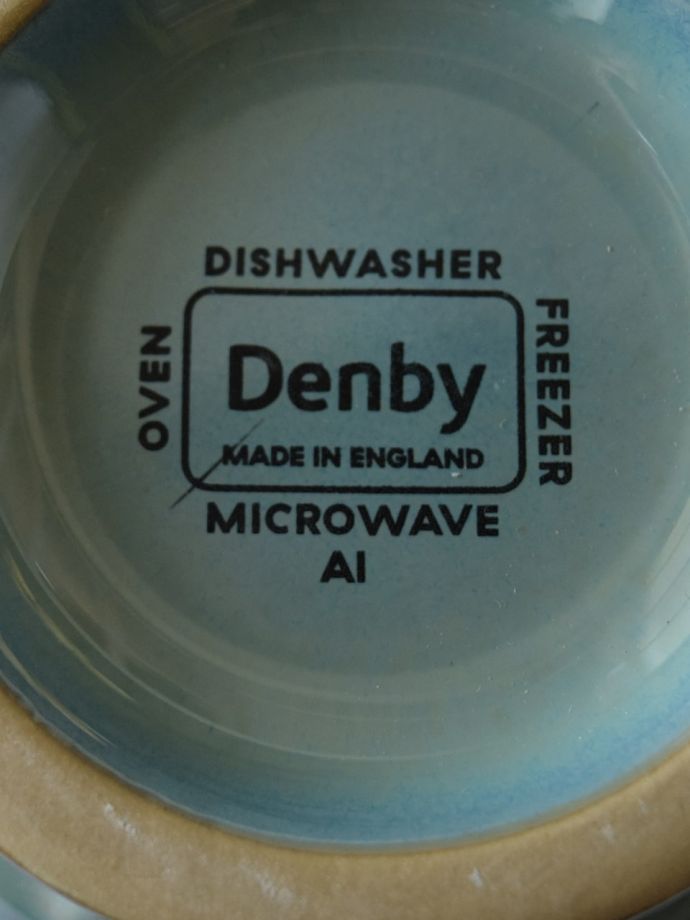 DISHWASHER
OVEN
Denby
MADE IN ENGLAND
FREEZER
MICROWAVE
AI